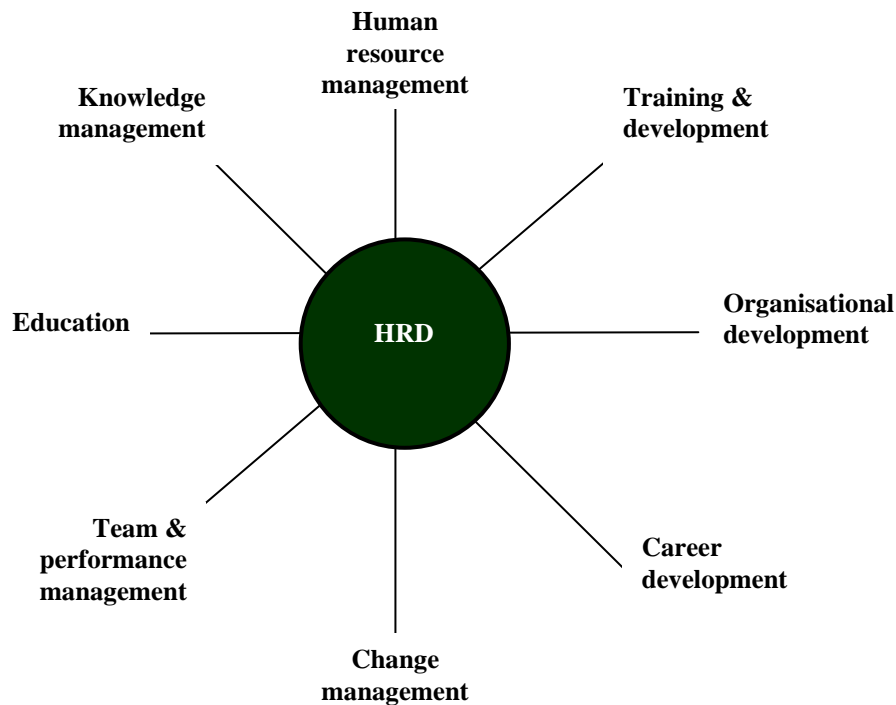 Human
resource
management
Knowledge
management
Training &
development
Education
HRD
Organisational
development
Team &
performance
management
Career
development
Change
management